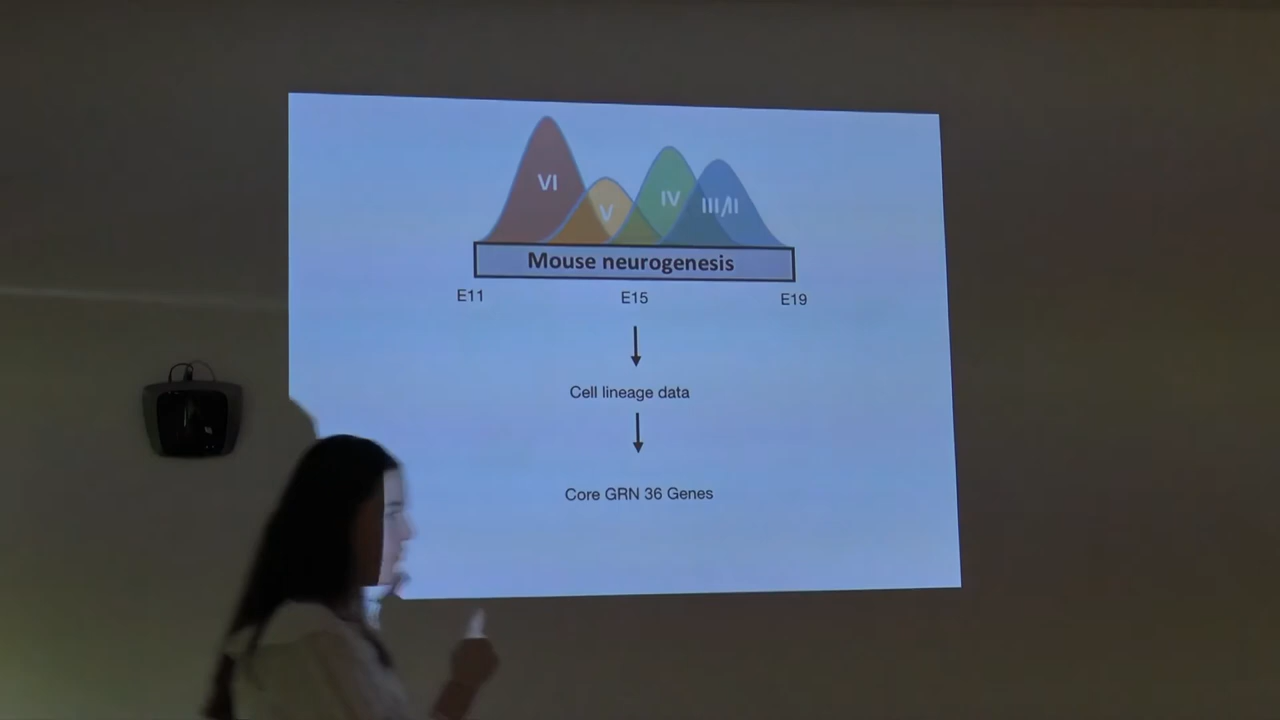 VI
V
IV
III/II
Mouse neurogenesis
E11
E15
E19
Cell lineage data
Core GRN 36 Genes